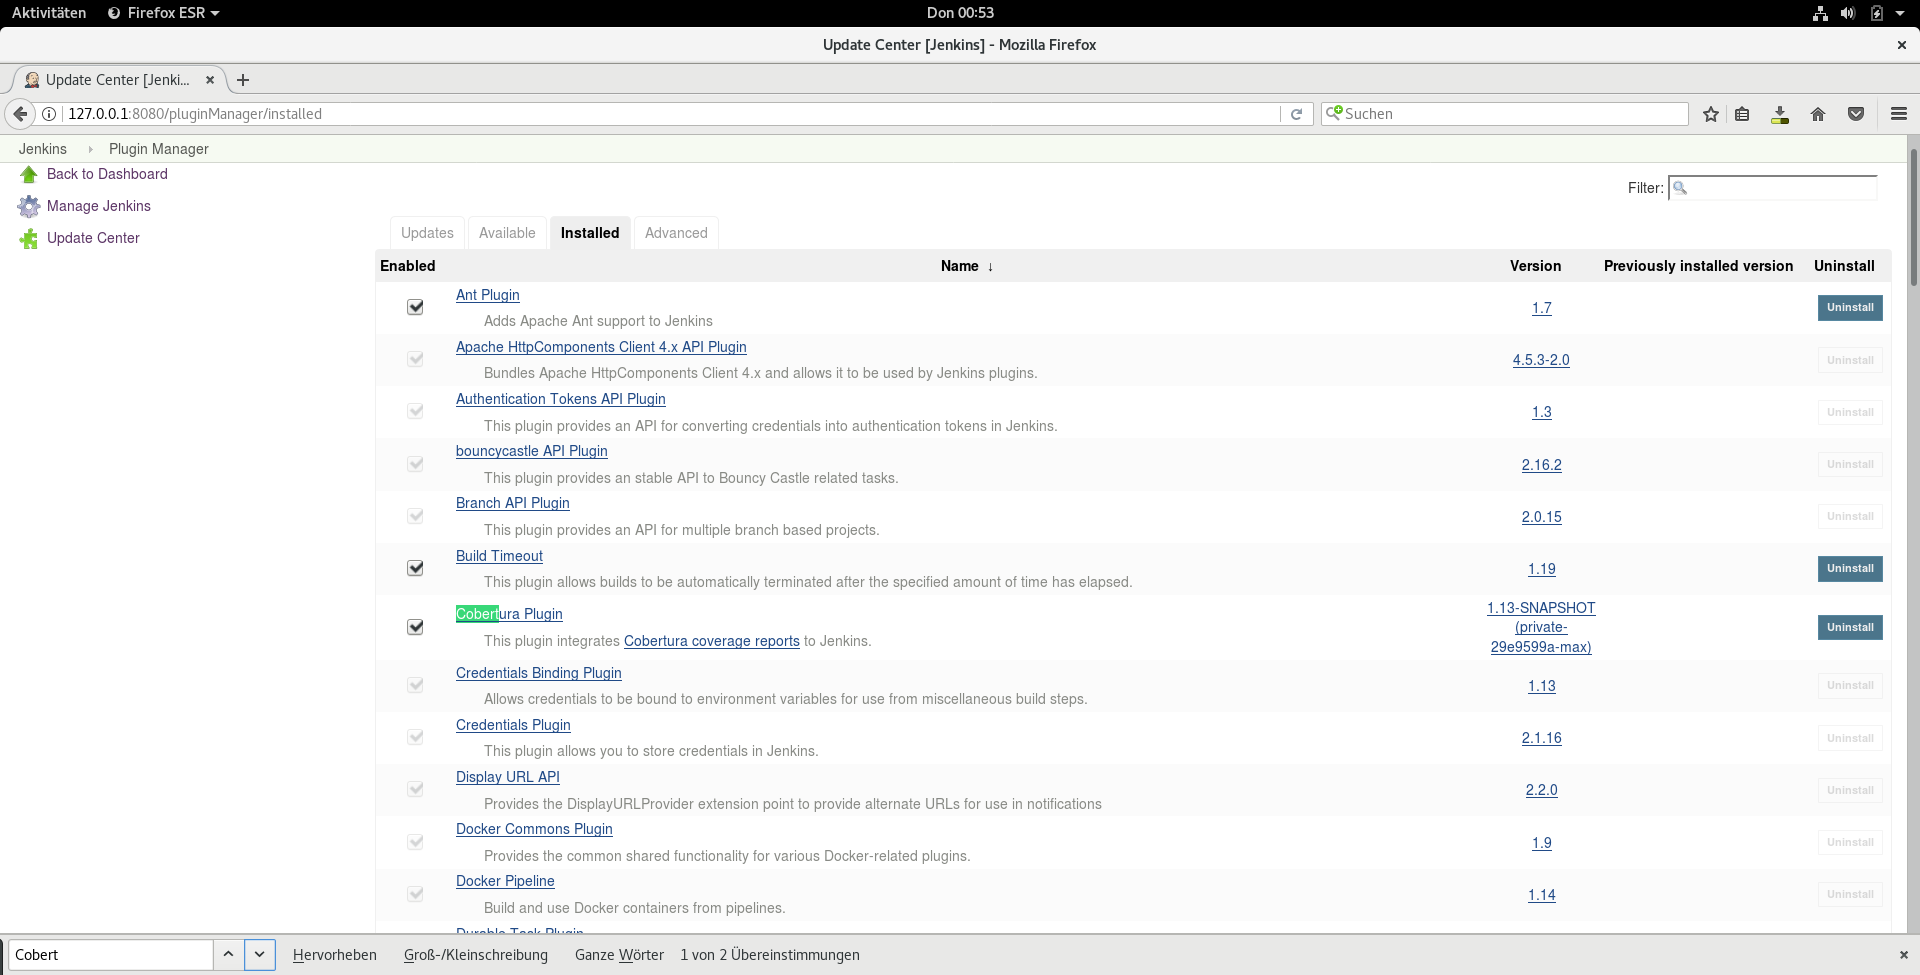 Aktivitäten Firefox ESR Don 00:53
Update Center [Jenkins] - Mozilla Firefox
Update Center [Jenki...
127.0.0.1:8080/pluginManager/installed Suchen
Jenkins Plugin Manager
Back to Dashboard
Manage Jenkins
Update Center
Filter:
Updates Available Installed Advanced
Enabled Name ↓ Version Previously installed version Uninstall
Ant Plugin
Adds Apache Ant support to Jenkins
1.7 Uninstall
Apache HttpComponents Client 4.x API Plugin
Bundles Apache HttpComponents Client 4.x and allows it to be used by Jenkins plugins.
4.5.3-2.0 Uninstall
Authentication Tokens API Plugin
This plugin provides an API for converting credentials into authentication tokens in Jenkins.
1.3 Uninstall
bouncycastle API Plugin
This plugin provides an stable API to Bouncy Castle related tasks.
2.16.2 Uninstall
Branch API Plugin
This plugin provides an API for multiple branch based projects.
2.0.15 Uninstall
Build Timeout
This plugin allows builds to be automatically terminated after the specified amount of time has elapsed.
1.19 Uninstall
Cobertura Plugin
This plugin integrates Cobertura coverage reports to Jenkins.
1.13-SNAPSHOT
(private-
29e9599a-max)
Uninstall
Credentials Binding Plugin
Allows credentials to be bound to environment variables for use from miscellaneous build steps.
1.13 Uninstall
Credentials Plugin
This plugin allows you to store credentials in Jenkins.
2.1.16 Uninstall
Display URL API
Provides the DisplayURLProvider extension point to provide alternate URLs for use in notifications
2.2.0 Uninstall
Docker Commons Plugin
Provides the common shared functionality for various Docker-related plugins.
1.9 Uninstall
Docker Pipeline
Build and use Docker containers from pipelines.
1.14 Uninstall
Durable Task Plugin
Cobert Hervorheben Groß-/Kleinschreibung Ganze Wörter 1 von 2 Übereinstimmungen